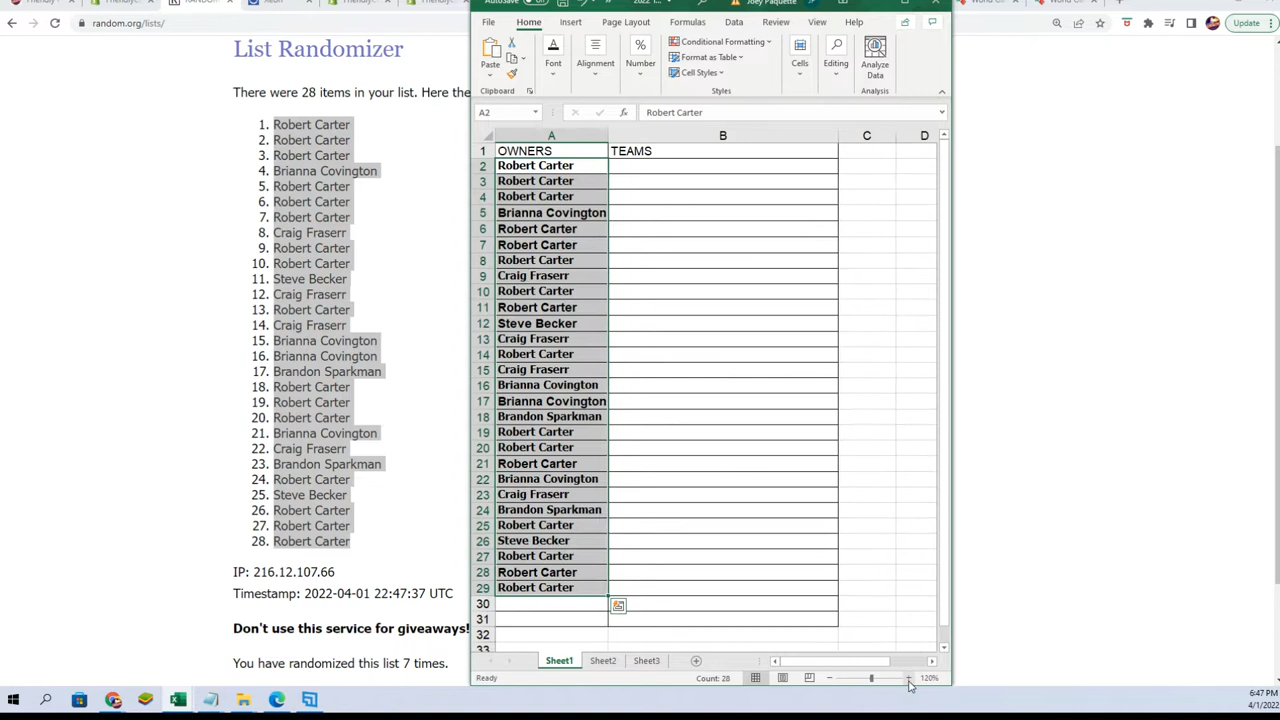 AutoSave
Off
2022
Joey Paquette
random.org/lists/
Update
List Randomizer
There were 28 items in your list. Here the
1. Robert Carter
2. Robert Carter
3. Robert Carter
4. Brianna Covington
5. Robert Carter
6. Robert Carter
7. Robert Carter
8. Craig Fraserr
9. Robert Carter
10. Robert Carter
11. Steve Becker
12. Craig Fraserr
13. Robert Carter
14. Craig Fraserr
15. Brianna Covington
16. Brianna Covington
17. Brandon Sparkman
18. Robert Carter
19. Robert Carter
20. Robert Carter
21. Brianna Covington
22. Craig Fraserr
23. Brandon Sparkman
24. Robert Carter
25. Steve Becker
26. Robert Carter
27. Robert Carter
28. Robert Carter
IP: 216.12.107.66
Timestamp: 2022-04-01 22:47:37 UTC
Don't use this service for giveaways!
You have randomized this list 7 times.
File Home Insert Page Layout Formulas Data Review View Help
Paste Font Alignment Number
Conditional Formatting
Format as Table
Cell Styles
Cells Editing Analyze Data
Clipboard Styles Analysis
A2 Robert Carter
A B C D
1 OWNERS TEAMS
2 Robert Carter
3 Robert Carter
4 Robert Carter
5 Brianna Covington
6 Robert Carter
7 Robert Carter
8 Robert Carter
9 Craig Fraserr
10 Robert Carter
11 Robert Carter
12 Steve Becker
13 Craig Fraserr
14 Robert Carter
15 Craig Fraserr
16 Brianna Covington
17 Brianna Covington
18 Brandon Sparkman
19 Robert Carter
20 Robert Carter
21 Robert Carter
22 Brianna Covington
23 Craig Fraserr
24 Brandon Sparkman
25 Robert Carter
26 Steve Becker
27 Robert Carter
28 Robert Carter
29 Robert Carter
30
31
32
33
Sheet1 Sheet2 Sheet3
Ready Count: 28 120%
6:47 PM
4/1/2022